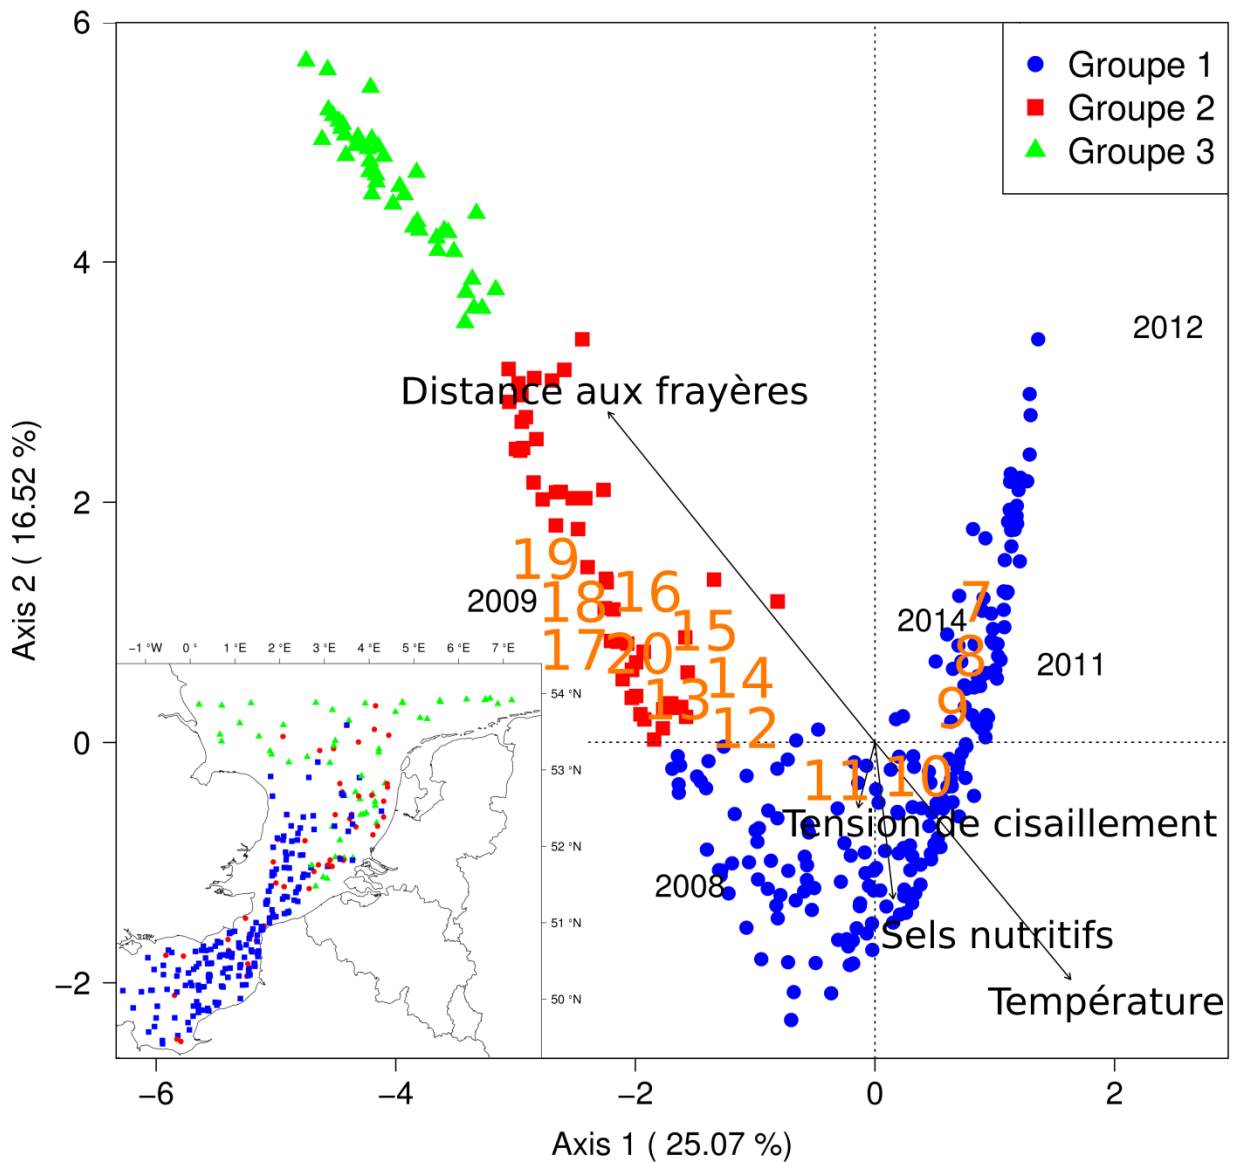 6
4
2
0
−2
Axis 2 ( 16.52 %)
Groupe 1
Groupe 2
Groupe 3
2012
Distance aux frayères
19
18
16
2009
7
2014
15
17
20
8
2011
14
13
9
12
11
10
Tension de cisaillement
2008
Sels nutritifs
Température
−1 °W
0 °
1 °E
2 °E
3 °E
4 °E
5 °E
6 °E
7 °E
54 °N
53 °N
52 °N
51 °N
50 °N
−6
−4
−2
0
2
Axis 1 ( 25.07 %)